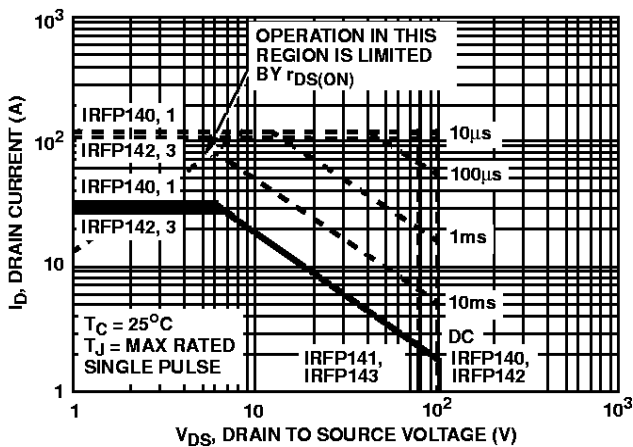 10³
OPERATION IN THIS
REGION IS LIMITED
BY rDS(ON)
IRFP140, 1
10µs
10²
IRFP142, 3
100µs
IRFP140, 1
IRFP142, 3
1ms
10
10ms
TC = 25°C
TJ = MAX RATED
SINGLE PULSE
DC
IRFP141,
IRFP143
IRFP140,
IRFP142
1
1
10
10²
10³
ID, DRAIN CURRENT (A)
VDS, DRAIN TO SOURCE VOLTAGE (V)